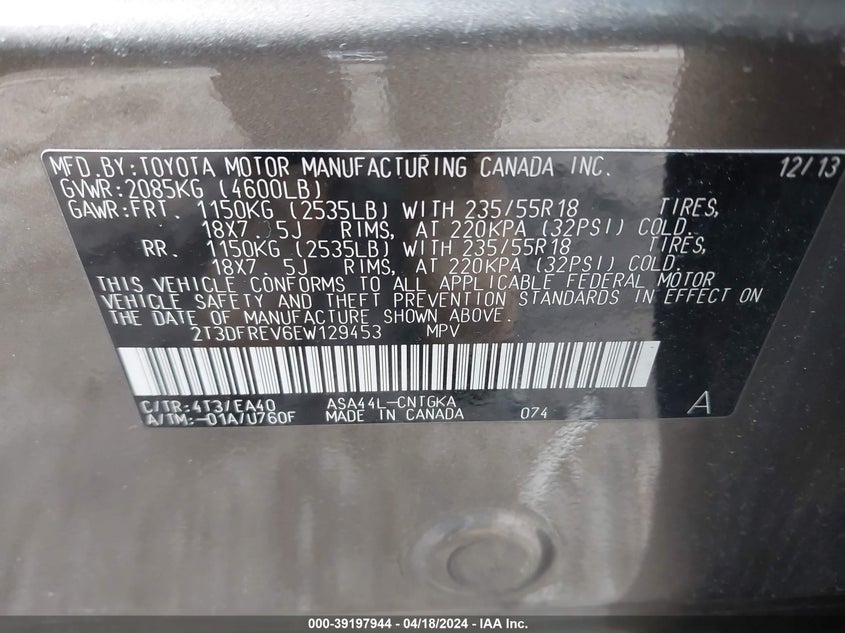 MFD.BY:TOYOTA MOTOR MANUFACTURING CANADA INC. 12/13
GVWR:2085KG (4600LB)
GAWR:FRT. 1150KG (2535LB) WITH 235/55R18 TIRES,
18X7.5J RIMS, AT 220KPA (32PSI) COLD.
RR. 1150KG (2535LB) WITH 235/55R18 TIRES,
18X7.5J RIMS, AT 220KPA (32PSI) COLD.
THIS VEHICLE CONFORMS TO ALL APPLICABLE FEDERAL MOTOR
VEHICLE SAFETY AND THEFT PREVENTION STANDARDS IN EFFECT ON
THE DATE OF MANUFACTURE SHOWN ABOVE.
2T3DFREV6EW129453 MPV
C/TR:4T3/EA40 ASA44L-CNTGKA A
A/TM:-01A/U760F MADE IN CANADA 074
000-39197944 - 04/18/2024 - IAA Inc.